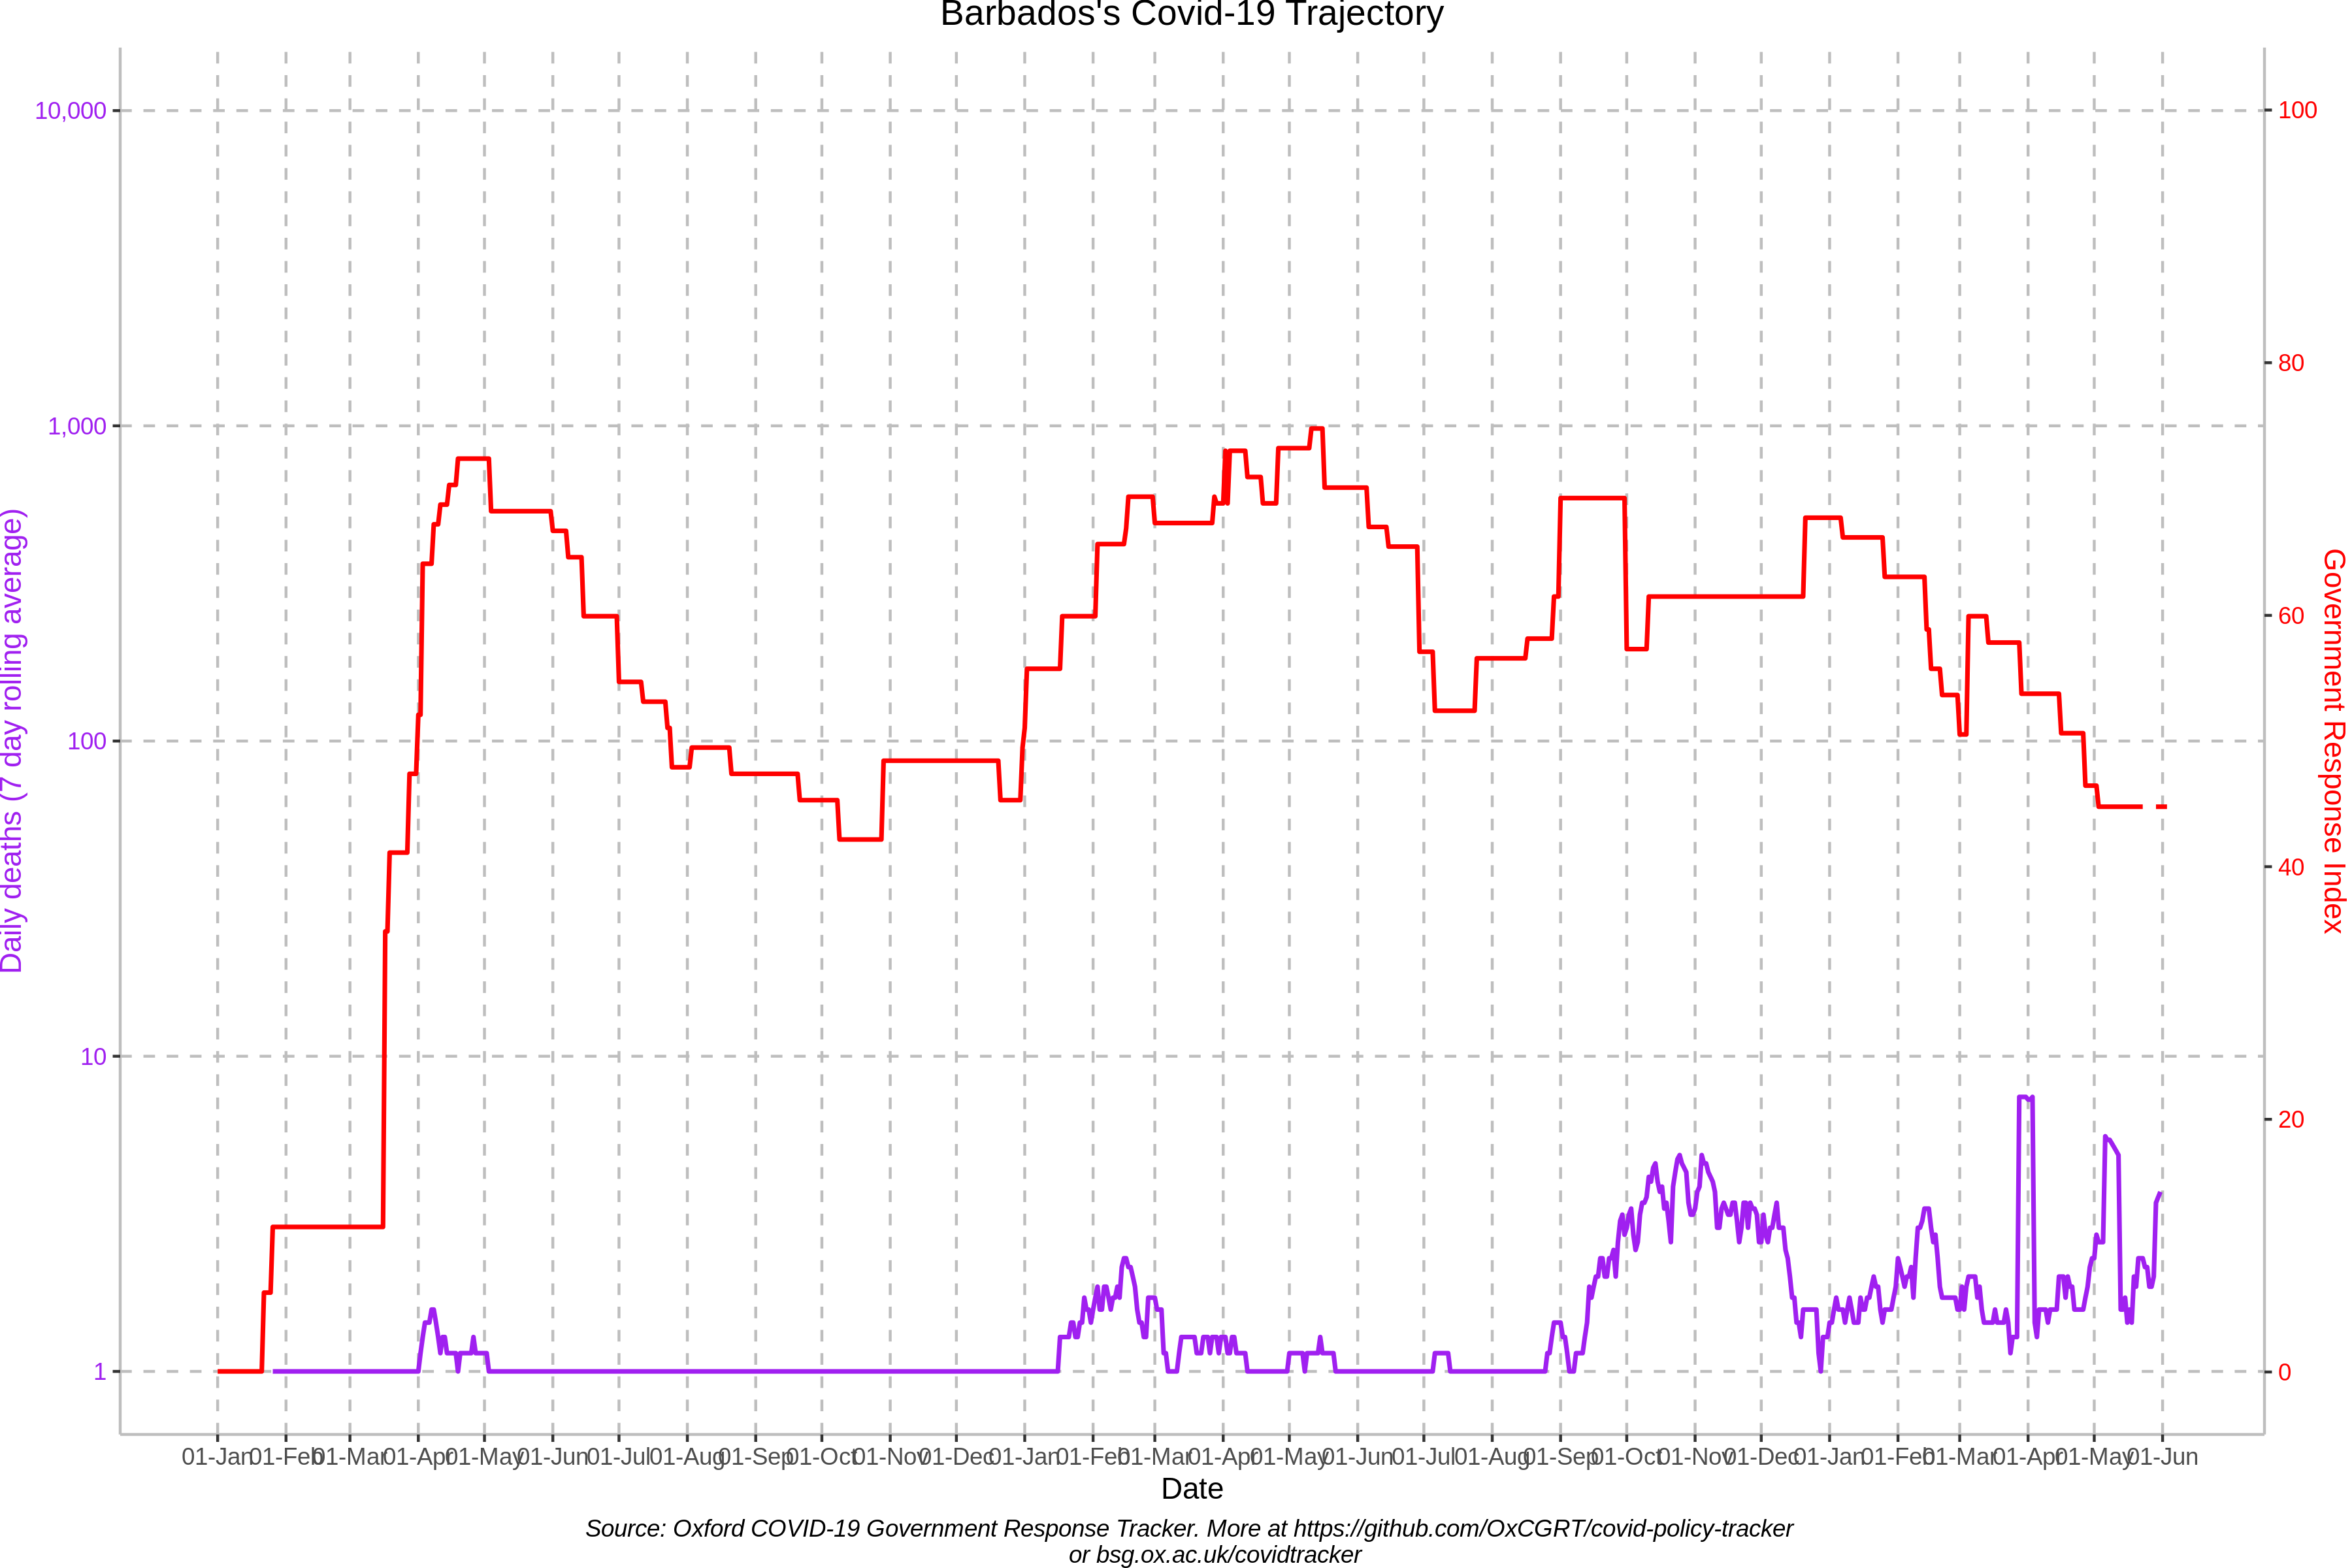 Barbados's Covid-19 Trajectory
10,000
1,000
100
10
1
Daily deaths (7 day rolling average)
100
80
60
40
20
0
Government Response Index
01-Jan 01-Feb 01-Mar 01-Apr 01-May 01-Jun 01-Jul 01-Aug 01-Sep 01-Oct 01-Nov 01-Dec 01-Jan 01-Feb 01-Mar 01-Apr 01-May 01-Jun 01-Jul 01-Aug 01-Sep 01-Oct 01-Nov 01-Dec 01-Jan 01-Feb 01-Mar 01-Apr 01-May 01-Jun
Date
Source: Oxford COVID-19 Government Response Tracker. More at https://github.com/OxCGRT/covid-policy-tracker
or bsg.ox.ac.uk/covidtracker